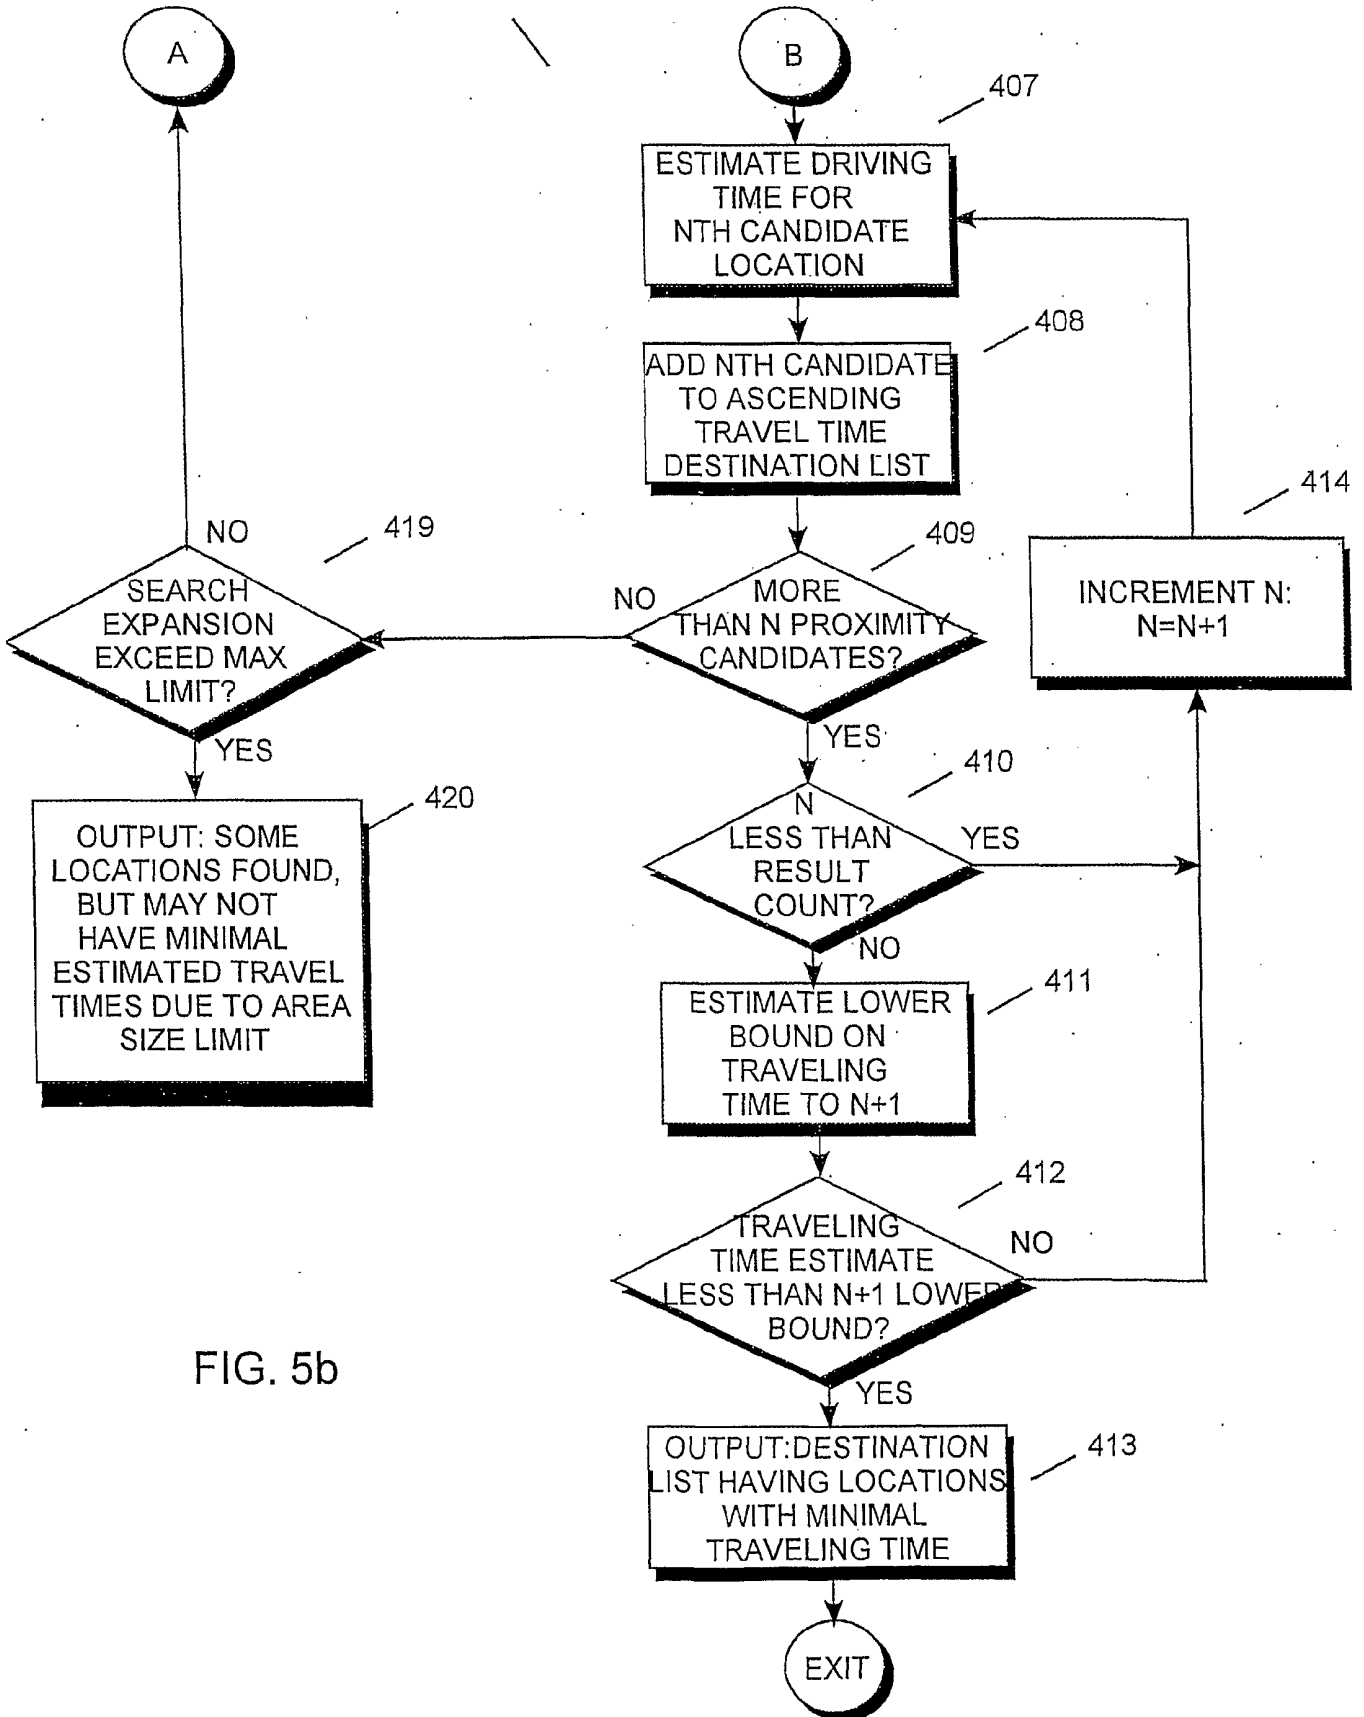 A
B
407
ESTIMATE DRIVING
TIME FOR
NTH CANDIDATE
LOCATION
408
ADD NTH CANDIDATE
TO ASCENDING
TRAVEL TIME
DESTINATION LIST
414
INCREMENT N:
N=N+1
409
MORE
THAN N PROXIMITY
CANDIDATES?
NO
YES
419
NO
SEARCH
EXPANSION
EXCEED MAX
LIMIT?
YES
420
OUTPUT: SOME
LOCATIONS FOUND,
BUT MAY NOT
HAVE MINIMAL
ESTIMATED TRAVEL
TIMES DUE TO AREA
SIZE LIMIT
410
N
LESS THAN
RESULT
COUNT?
YES
NO
411
ESTIMATE LOWER
BOUND ON
TRAVELING
TIME TO N+1
412
TRAVELING
TIME ESTIMATE
LESS THAN N+1 LOWER
BOUND?
NO
YES
413
OUTPUT:DESTINATION
LIST HAVING LOCATIONS
WITH MINIMAL
TRAVELING TIME
EXIT
FIG. 5b